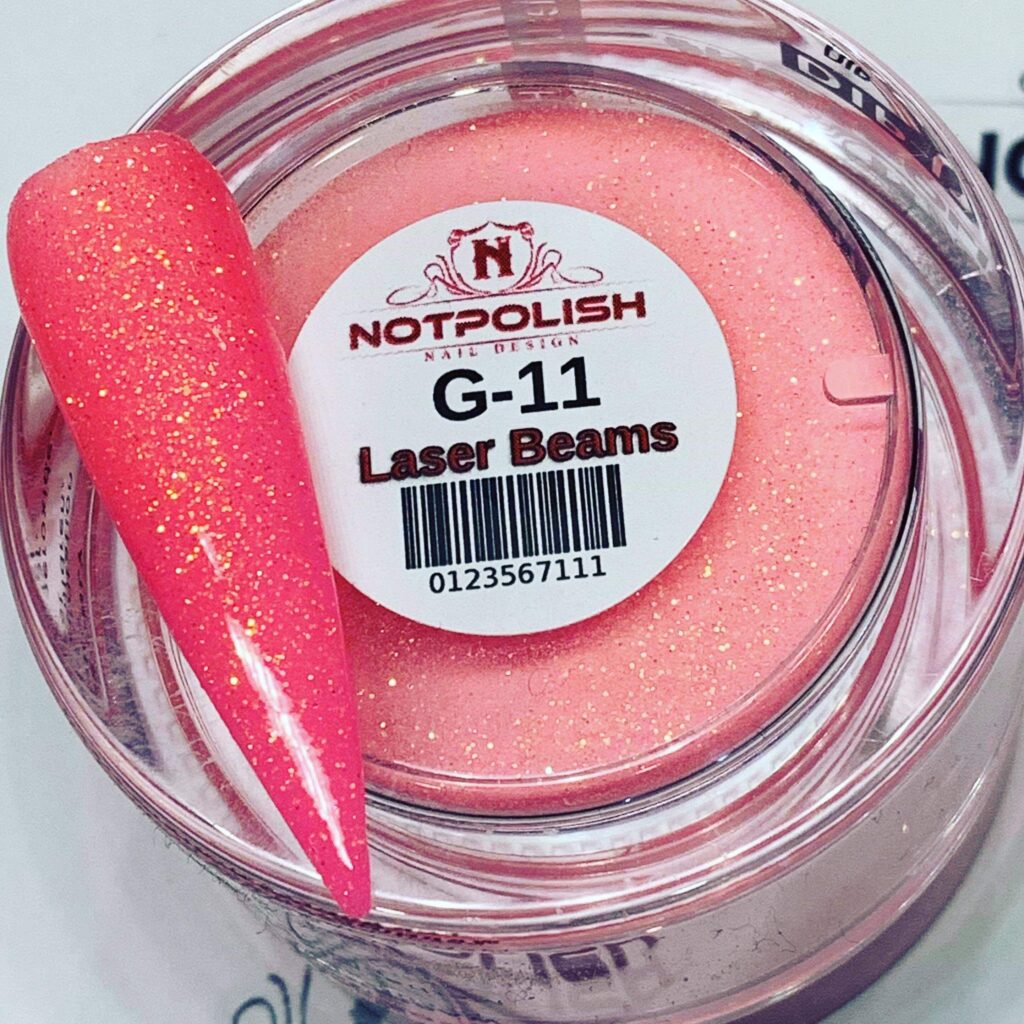 N
NOTPOLISH
NAIL DESIGN
G-11
Laser Beams
0123567111